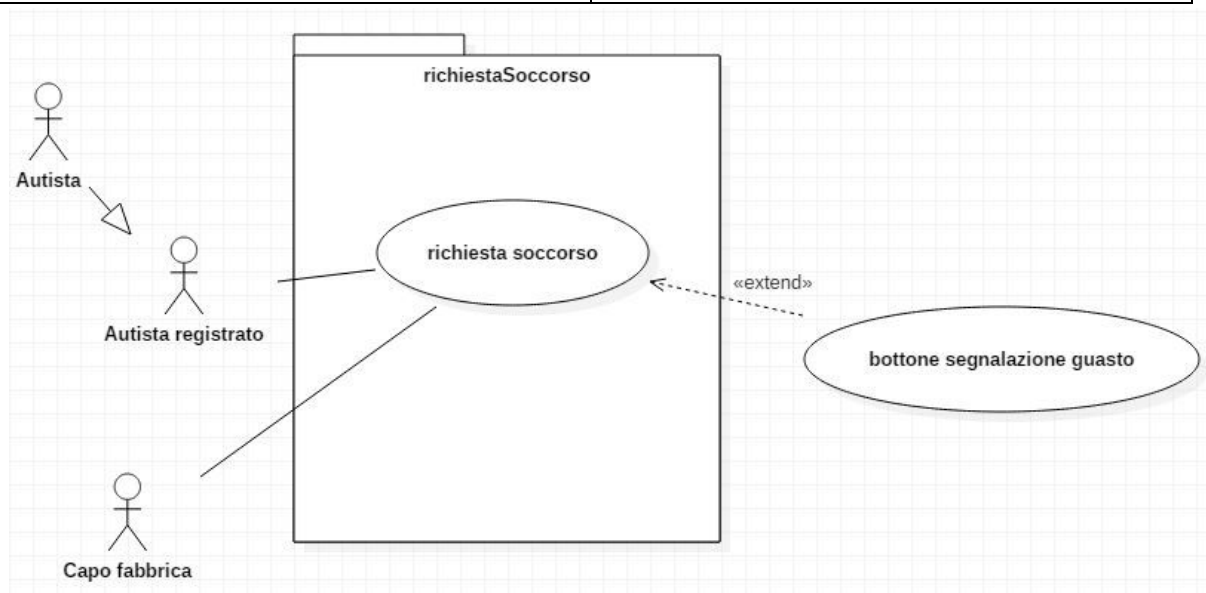 richiestaSoccorso
Autista
richiesta soccorso
«extend»
Autista registrato
bottone segnalazione guasto
Capo fabbrica